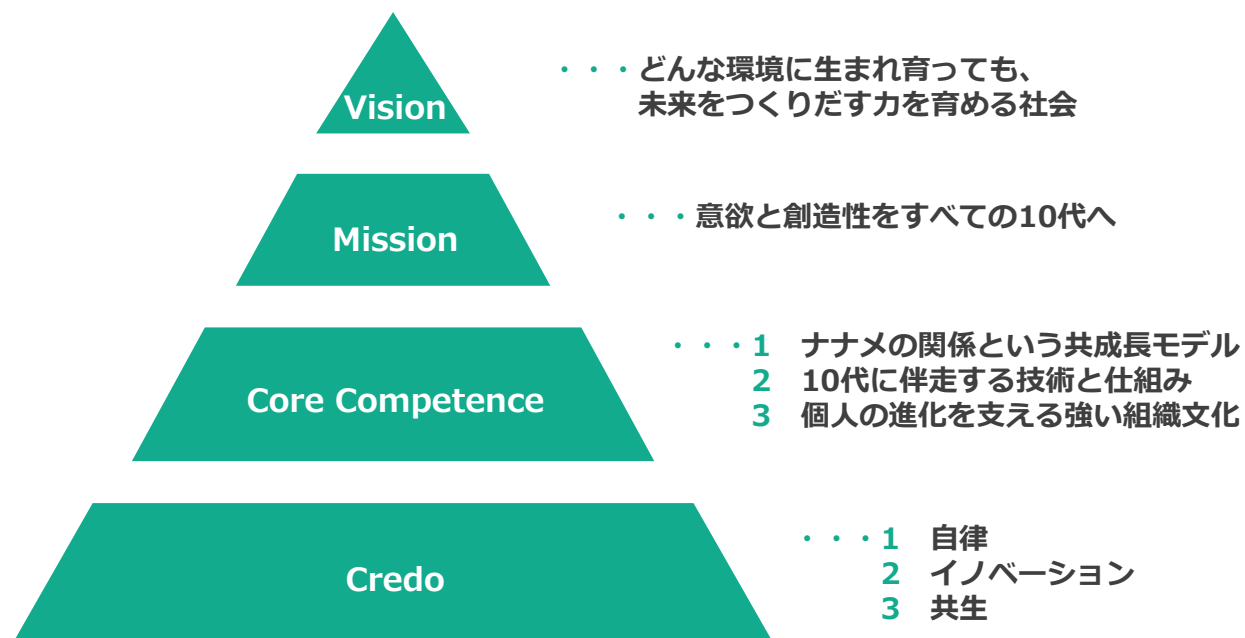 Vision
・・・どんな環境に生まれ育っても、
未来をつくりだす力を育める社会
Mission
・・・意欲と創造性をすべての10代へ
Core Competence
・・・1 ナナメの関係という共成長モデル
2 10代に伴走する技術と仕組み
3 個人の進化を支える強い組織文化
Credo
・・・1 自律
2 イノベーション
3 共生